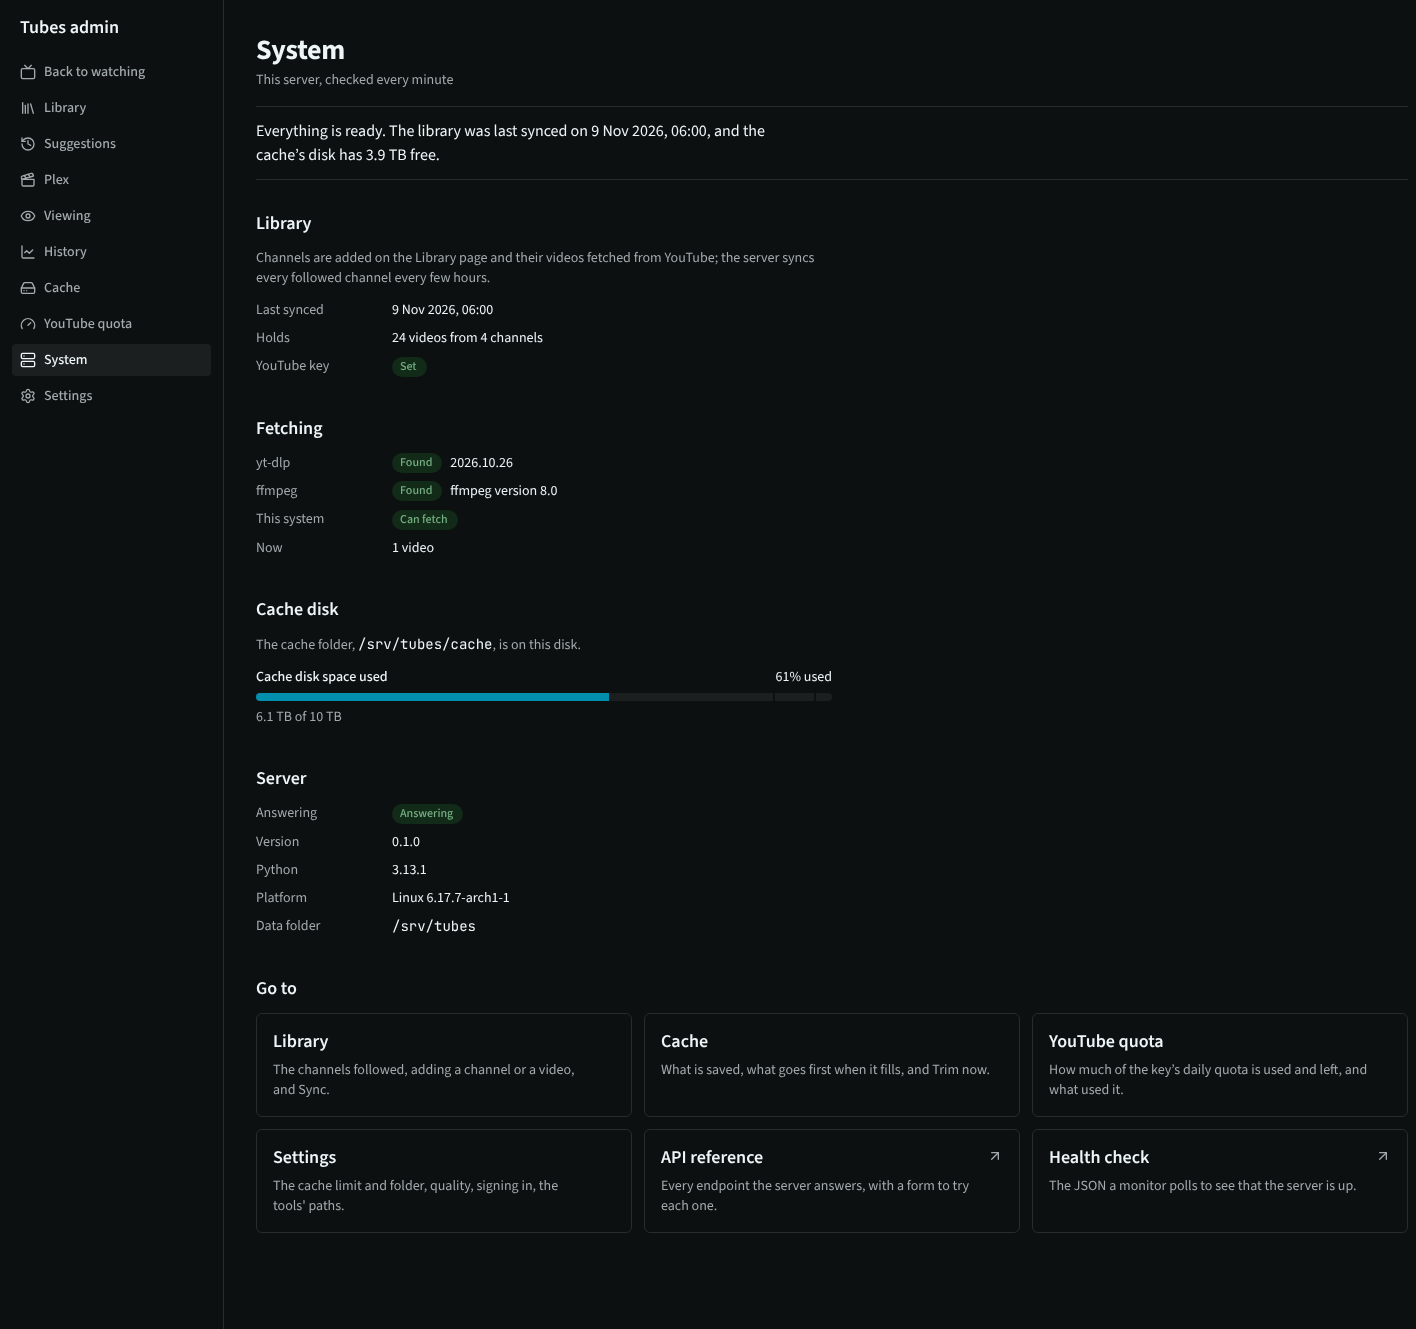 Tubes admin
Back to watching
Library
Suggestions
Plex
Viewing
History
Cache
YouTube quota
System
Settings
System
This server, checked every minute
Everything is ready. The library was last synced on 9 Nov 2026, 06:00, and the
cache’s disk has 3.9 TB free.
Library
Channels are added on the Library page and their videos fetched from YouTube; the server syncs
every followed channel every few hours.
Last synced 9 Nov 2026, 06:00
Holds 24 videos from 4 channels
YouTube key Set
Fetching
yt-dlp Found 2026.10.26
ffmpeg Found ffmpeg version 8.0
This system Can fetch
Now 1 video
Cache disk
The cache folder, /srv/tubes/cache, is on this disk.
Cache disk space used 61% used
6.1 TB of 10 TB
Server
Answering Answering
Version 0.1.0
Python 3.13.1
Platform Linux 6.17.7-arch1-1
Data folder /srv/tubes
Go to
Library
The channels followed, adding a channel or a video,
and Sync.
Cache
What is saved, what goes first when it fills, and Trim now.
YouTube quota
How much of the key’s daily quota is used and left, and
what used it.
Settings
The cache limit and folder, quality, signing in, the
tools' paths.
API reference
Every endpoint the server answers, with a form to try
each one.
Health check
The JSON a monitor polls to see that the server is up.